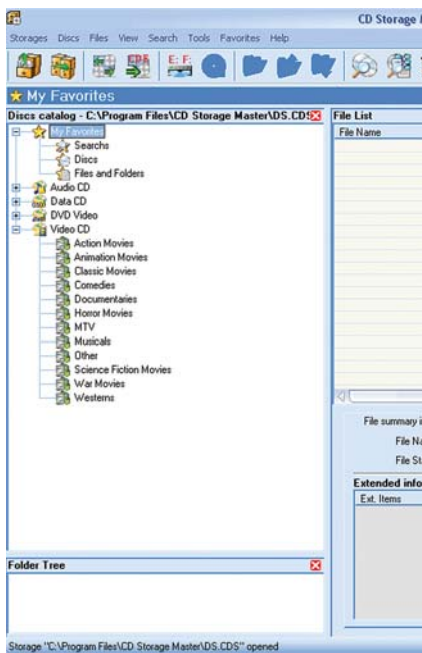 CD Storage
Storages Discs Files View Search Tools Favorites Help
E: F:
My Favorites
Discs catalog - C:\Program Files\CD Storage Master\DS.CDS
File List
File Name
My Favorites
Searchs
Discs
Files and Folders
Audio CD
Data CD
DVD Video
Video CD
Action Movies
Animation Movies
Classic Movies
Comedies
Documentaries
Horror Movies
MTV
Musicals
Other
Science Fiction Movies
War Movies
Westerns
File summary i
File Na
File St
Extended info
Ext. Items
Folder Tree
Storage "C:\Program Files\CD Storage Master\DS.CDS" opened